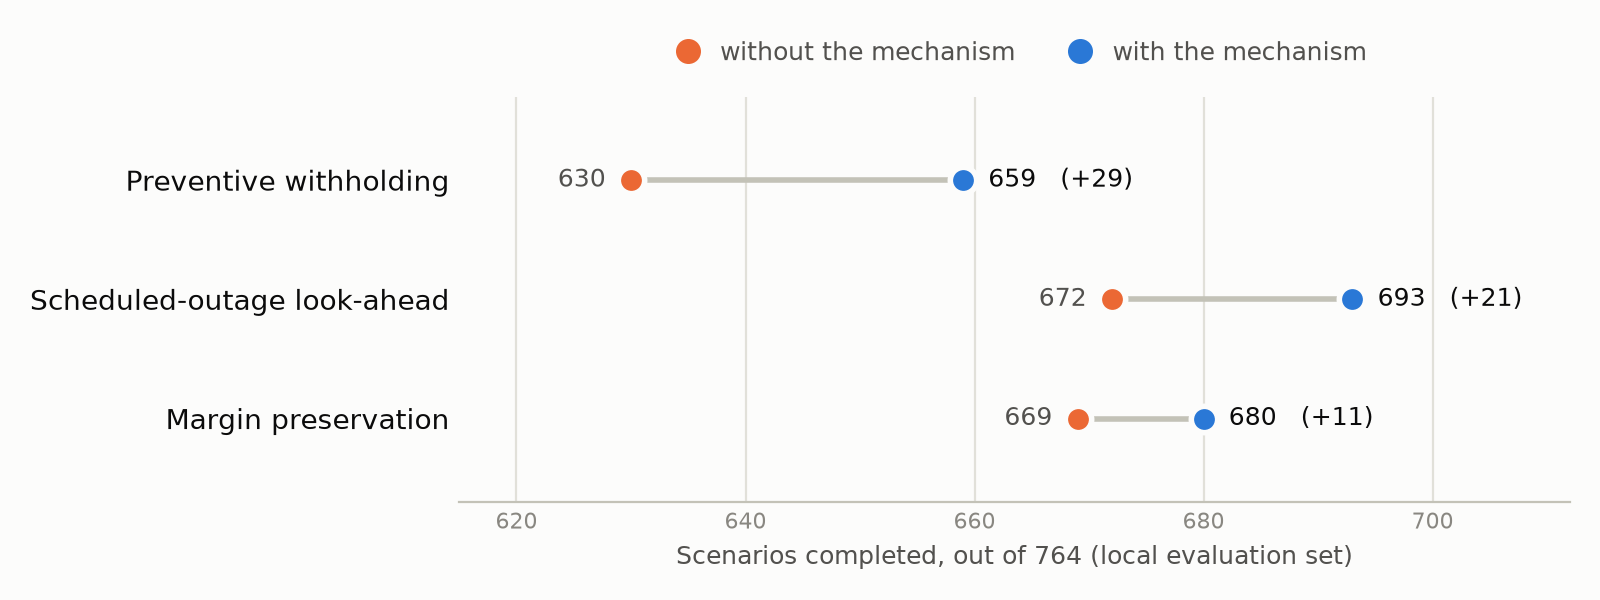 without the mechanism with the mechanism
Preventive withholding 630 659 (+29)
Scheduled-outage look-ahead 672 693 (+21)
Margin preservation 669 680 (+11)
620 640 660 680 700
Scenarios completed, out of 764 (local evaluation set)